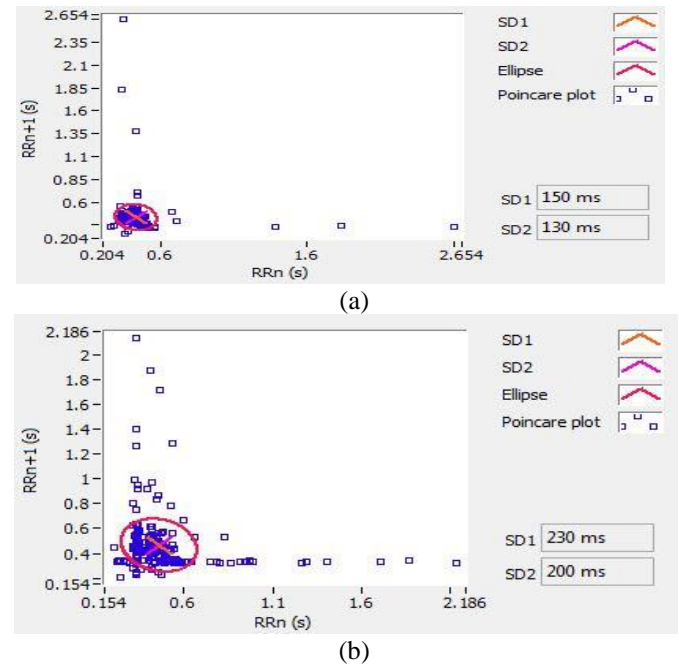 2.654
2.35
2.1
1.85
1.6
1.35
1.1
0.85
0.6
0.204
RRn+1 (s)
0.204 0.6 1.6 2.654
RRn (s)
SD1
SD2
Ellipse
Poincare plot
SD1 150 ms
SD2 130 ms
(a)
2.186
2
1.8
1.6
1.4
1.2
1
0.8
0.6
0.4
0.154
RRn+1 (s)
0.154 0.6 1.1 1.6 2.186
RRn (s)
SD1
SD2
Ellipse
Poincare plot
SD1 230 ms
SD2 200 ms
(b)